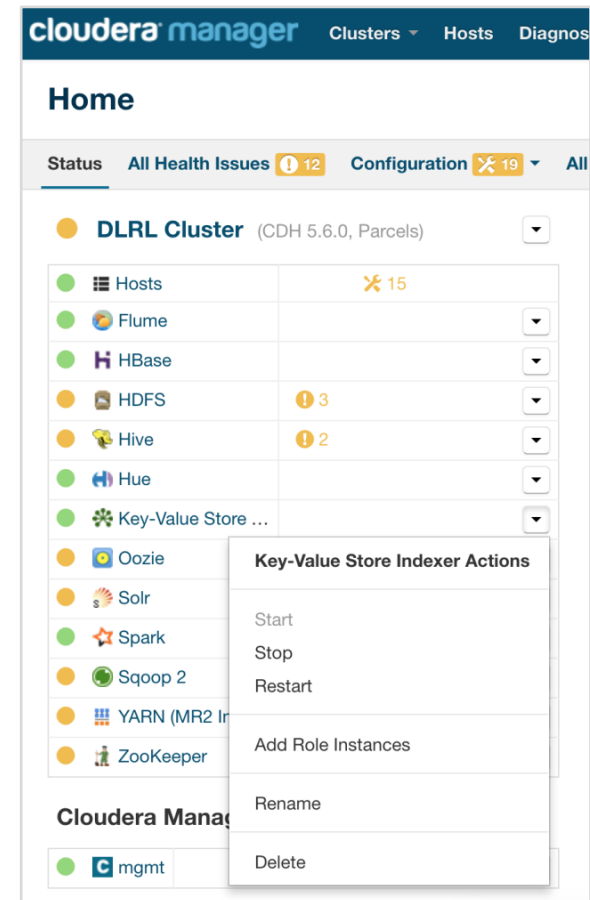 cloudera manager Clusters Hosts Diagnos
Home
Status All Health Issues 12 Configuration 19 All
DLRL Cluster (CDH 5.6.0, Parcels)
Hosts 15
Flume
HBase
HDFS 3
Hive 2
Hue
Key-Value Store ...
Key-Value Store Indexer Actions
Oozie
Solr
Start
Spark
Stop
Sqoop 2
Restart
YARN (MR2 In
Add Role Instances
ZooKeeper
Rename
Cloudera Manag
Delete
C mgmt